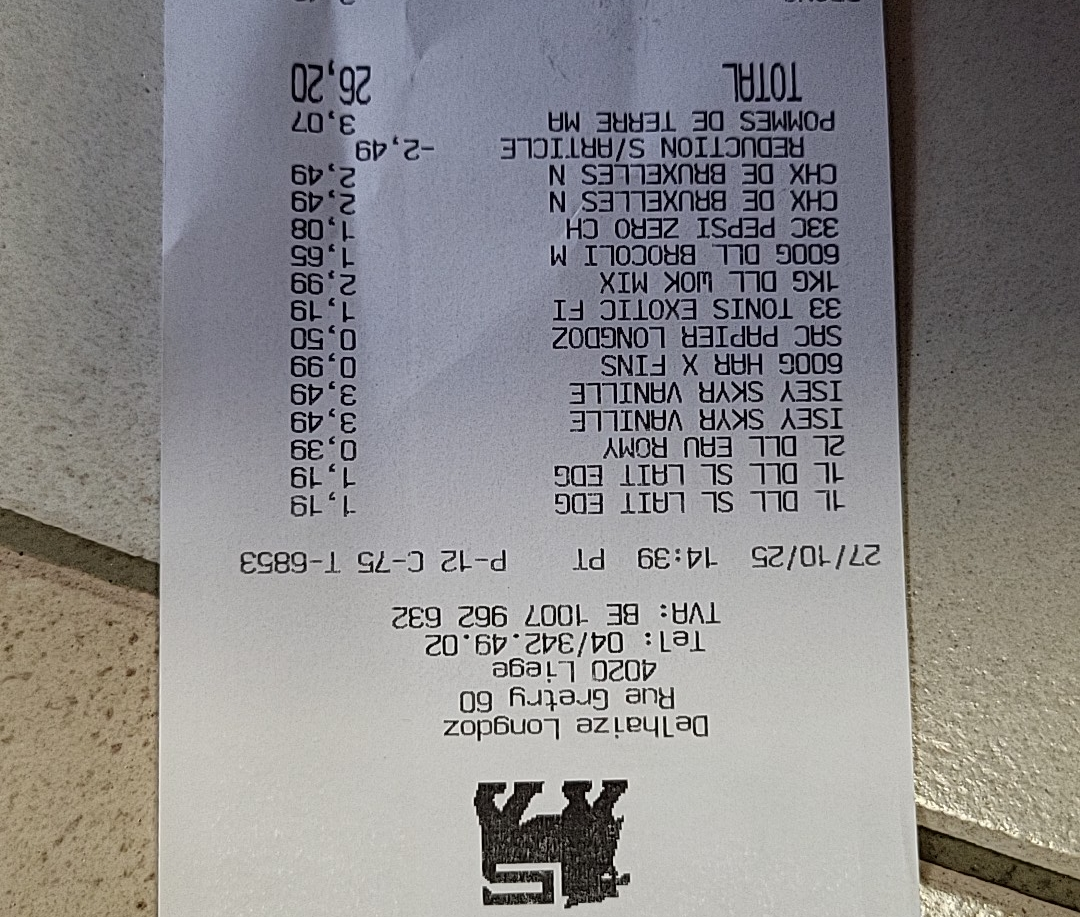 Delhaize Longdoz
Rue Gretry 60
4020 Liege
Tel: 04/342.49.02
TVA: BE 1007 962 632
27/10/25 14:39 PT P-12 C-75 T-6853
1L DLL SL LAIT EDG 1,19
1L DLL SL LAIT EDG 1,19
2L DLL EAU ROMY 0,39
ISEY SKYR VANILLE 3,49
ISEY SKYR VANILLE 3,49
600G HAR X FINS 0,99
SAC PAPIER LONGDOZ 0,50
33 TONIS EXOTIC FI 1,19
1KG DLL WOK MIX 2,99
600G DLL BROCOLI M 1,65
33C PEPSI ZERO CH 1,08
CHX DE BRUXELLES N 2,49
CHX DE BRUXELLES N 2,49
REDUCTION S/ARTICLE -2,49
POMMES DE TERRE MA 3,07
TOTAL 26,20